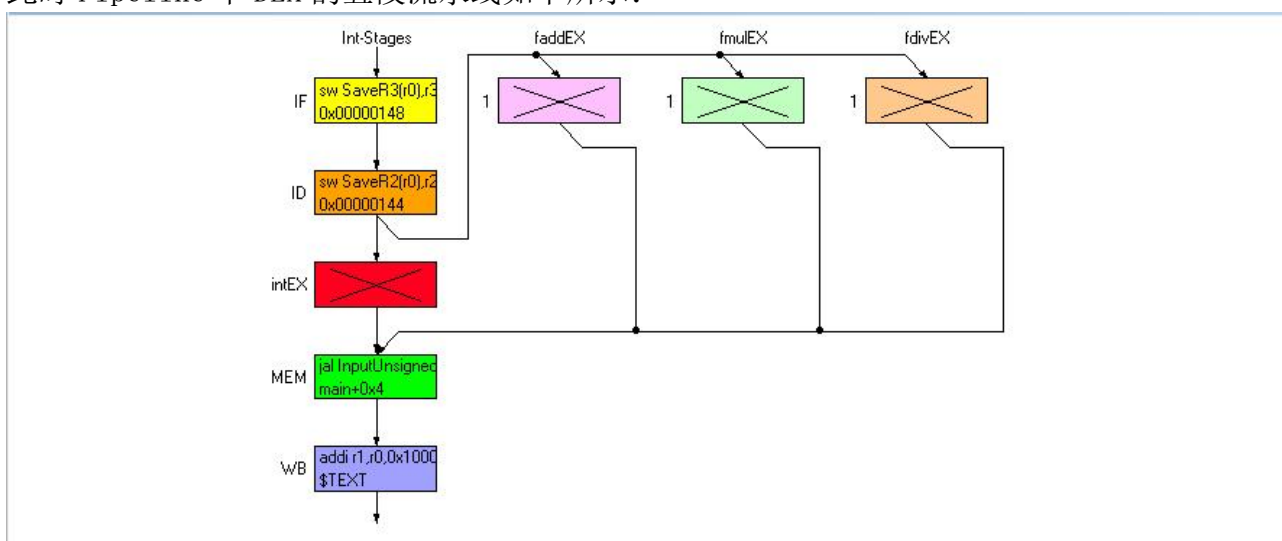 Int-Stages
faddEX
fmulEX
fdivEX
IF
sw SaveR3(r0),r3
0x00000148
1
1
1
ID
sw SaveR2(r0),r2
0x00000144
intEX
MEM
jal InputUnsigned
main+0x4
WB
addi r1,r0,0x1000
$TEXT